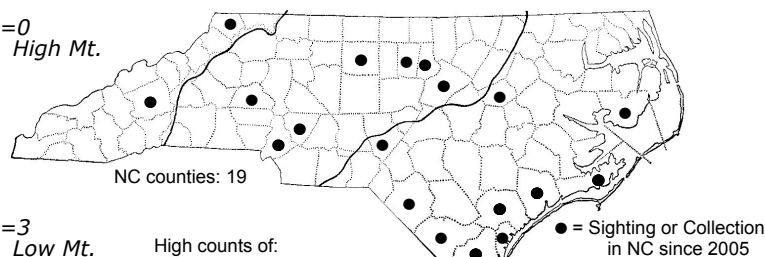 =0
High Mt.
NC counties: 19
=3
Low Mt.
High counts of:
● = Sighting or Collection
in NC since 2005